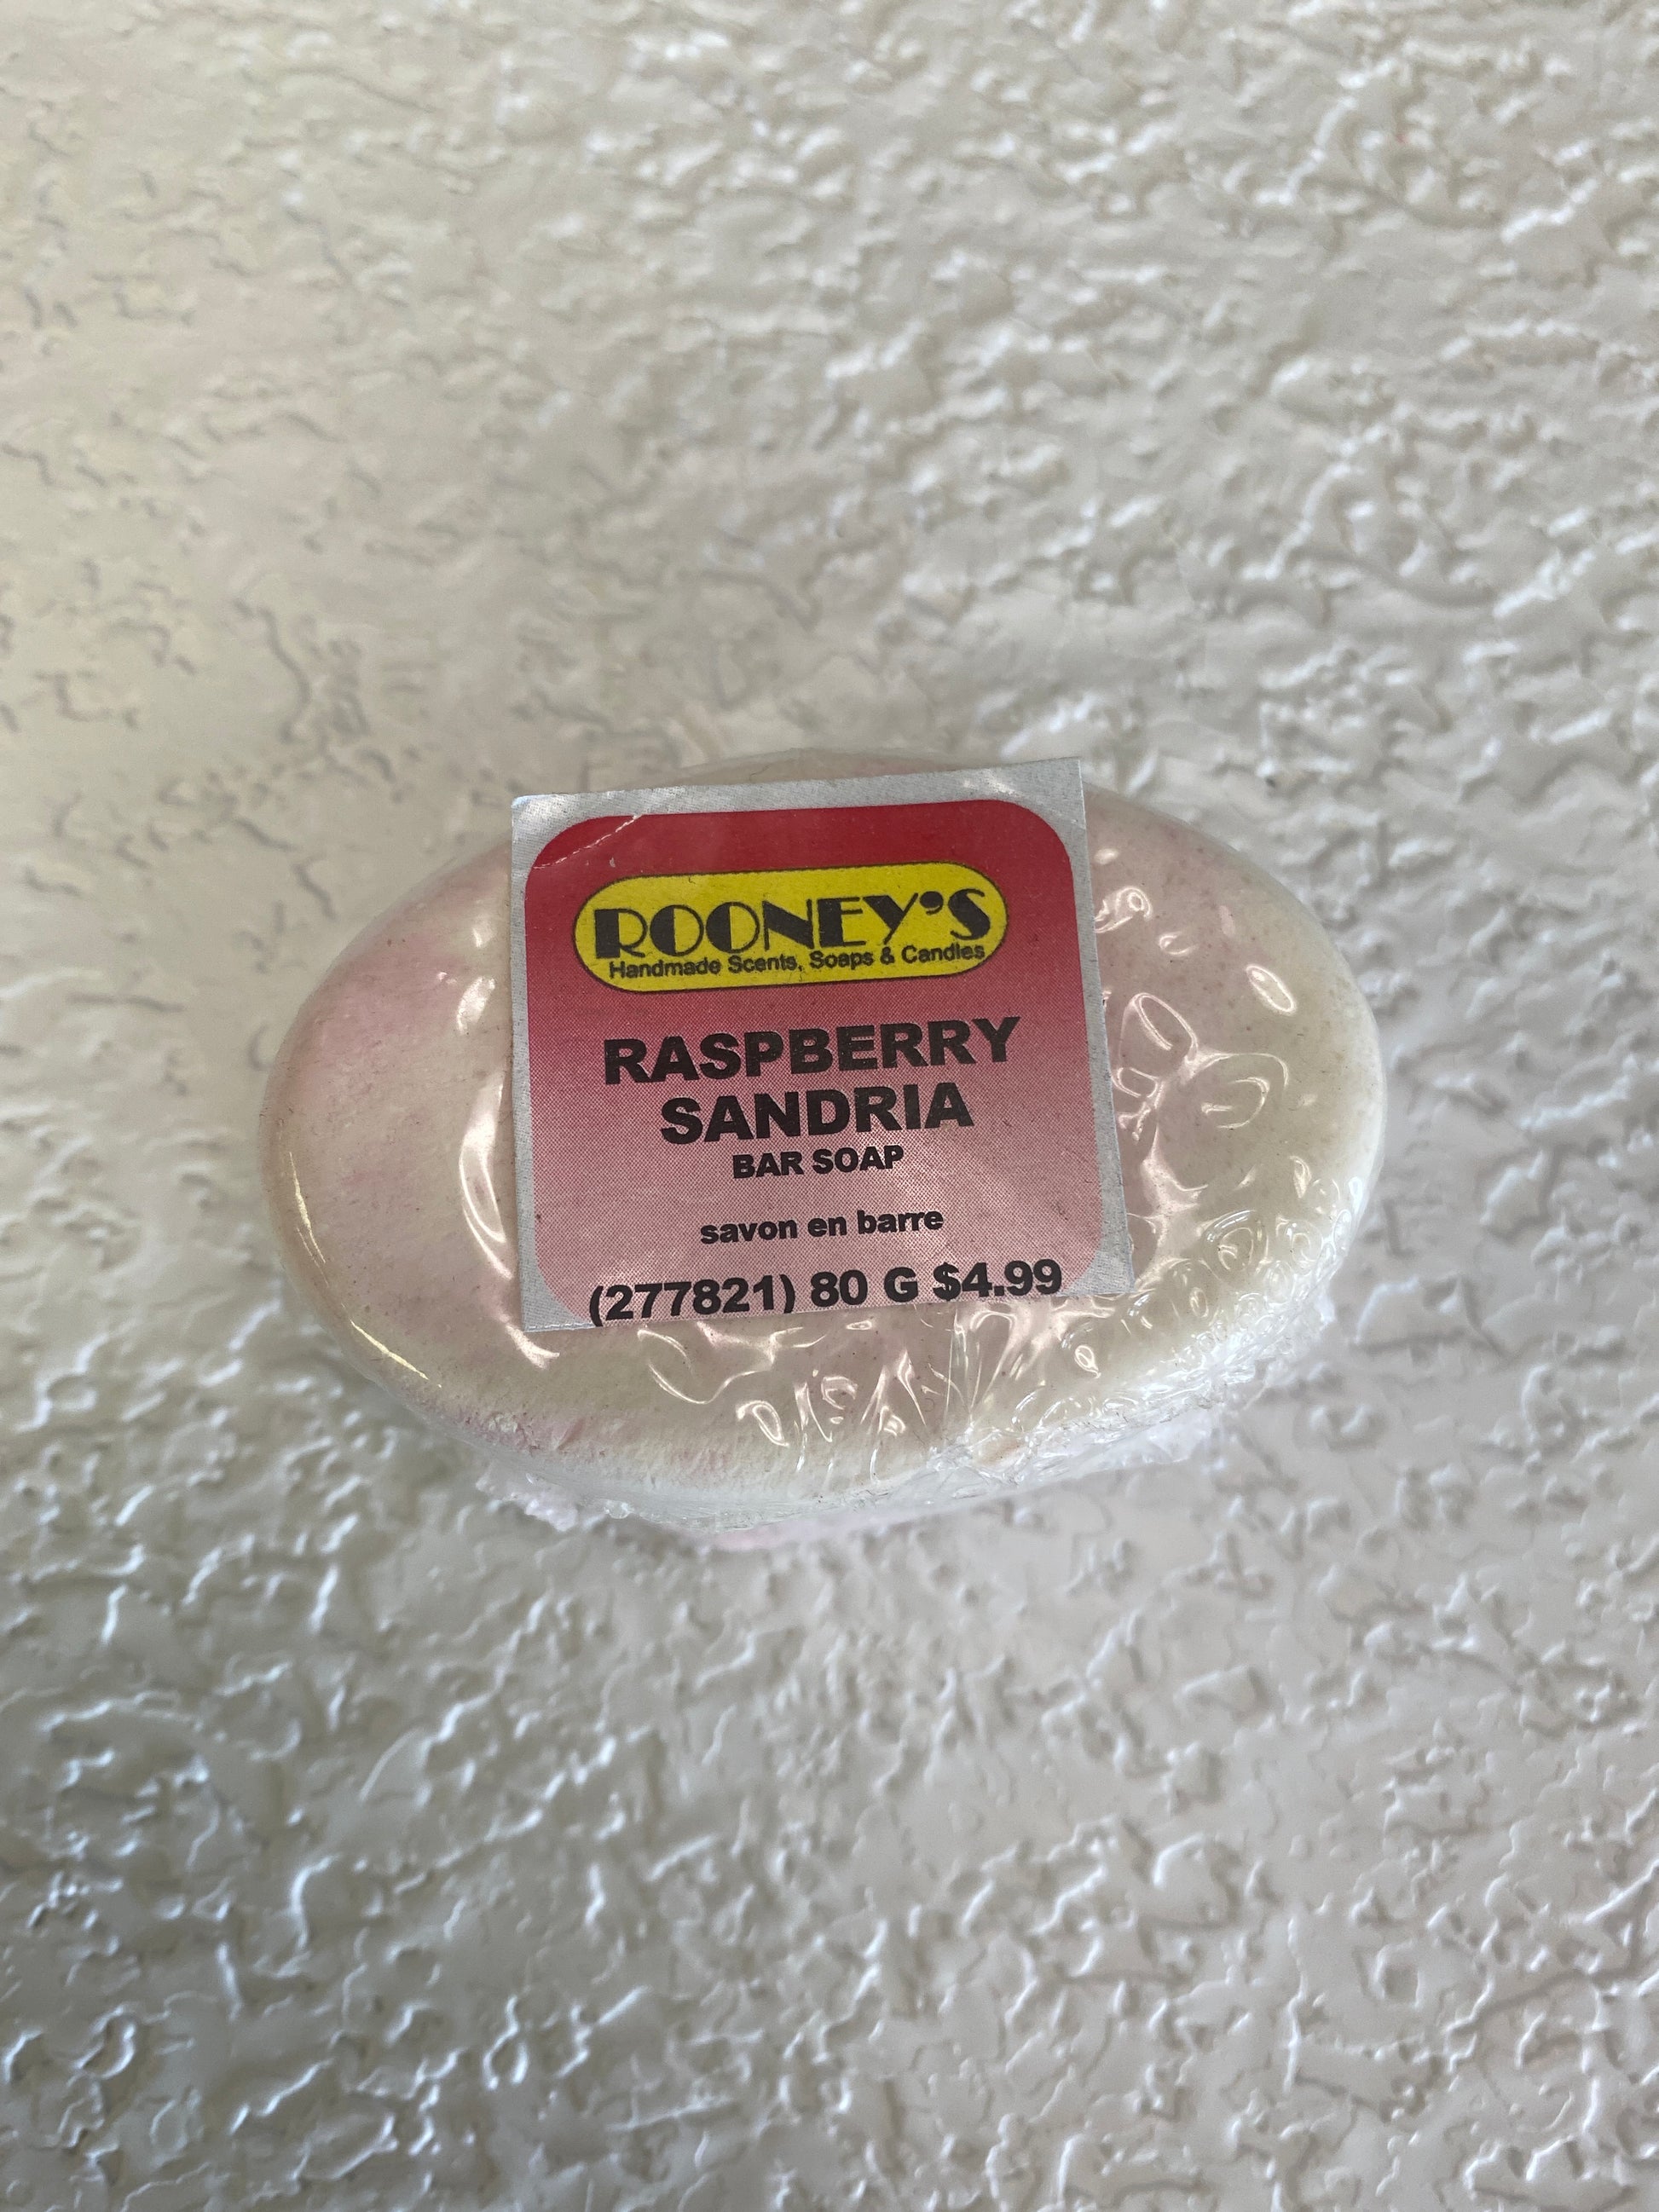 ROONEY'S
Handmade Scents, Soaps & Candles
RASPBERRY
SANDRIA
BAR SOAP
savon en barre
(277821) 80 G $4.99